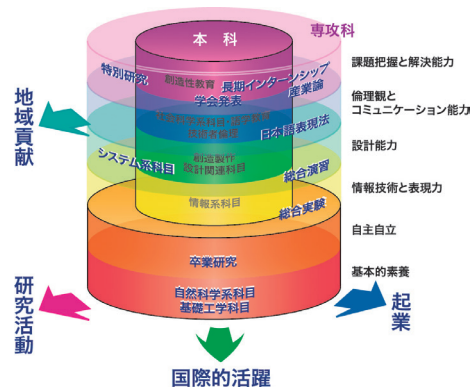 本科
専攻科
特別研究
創造性教育
長期インターンシップ
産業論
学会発表
技術者倫理
日本語表現法
システム系科目
創造製作
設計関連科目
総合演習
情報系科目
総合実験
卒業研究
自然科学系科目
基礎工学科目
課題把握と解決能力
倫理観と
コミュニケーション能力
設計能力
情報技術と表現力
自主自立
基本的素養
地域
貢献
研究
活動
起業
国際的活躍